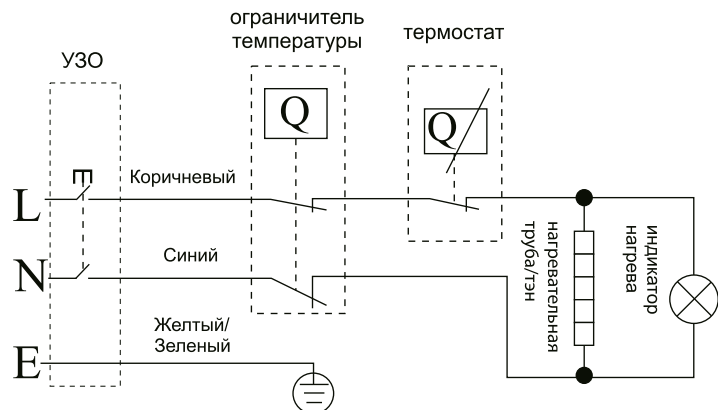 ограничитель
температуры
термостат
УЗО
Q
Q
Коричневый
L
Синий
N
Желтый/
Зеленый
E
нагревательная
труба/тэн
индикатор
нагрева